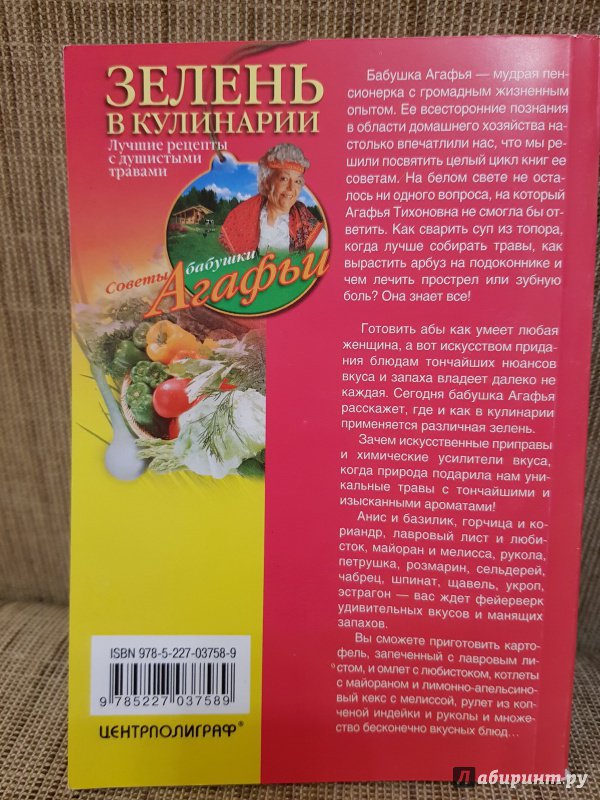 ЗЕЛЕНЬ
В КУЛИНАРИИ
Лучшие рецепты
с душистыми
травами
Советы бабушки
Агафьи
Бабушка Агафья — мудрая пен-
сионерка с громадным жизненным
опытом. Ее всесторонние познания
в области домашнего хозяйства на-
столько впечатлили нас, что мы ре-
шили посвятить целый цикл книг ее
советам. На белом свете не оста-
лось ни одного вопроса, на который
Агафья Тихоновна не смогла бы от-
ветить. Как сварить суп из топора,
когда лучше собирать травы, как
вырастить арбуз на подоконнике и
чем лечить прострел или зубную
боль? Она знает все!
Готовить абы как умеет любая
женщина, а вот искусством прида-
ния блюдам тончайших нюансов
вкуса и запаха владеет далеко не
каждая. Сегодня бабушка Агафья
расскажет, где и как в кулинарии
применяется различная зелень.
Зачем искусственные приправы
и химические усилители вкуса,
когда природа подарила нам уни-
кальные травы с тончайшими и
изысканными ароматами!
Анис и базилик, горчица и ко-
риандр, лавровый лист и любис-
ток, майоран и мелисса, рукола,
петрушка, розмарин, сельдерей,
чабрец, шпинат, щавель, укроп,
эстрагон — вас ждет фейерверк
удивительных вкусов и манящих
запахов.
Вы сможете приготовить карто-
фель, запеченный с лавровым ли-
стом, и омлет с любистоком, котлеты
с майораном и лимонно-апельсино-
вый кекс с мелиссой, рулет из коп-
ченой индейки и руколы и множе-
ство бесконечно вкусных блюд...
ISBN 978-5-227-03758-9
9 785227 037589
ЦЕНТРПОЛИГРАФ®
Лабиринт.ру